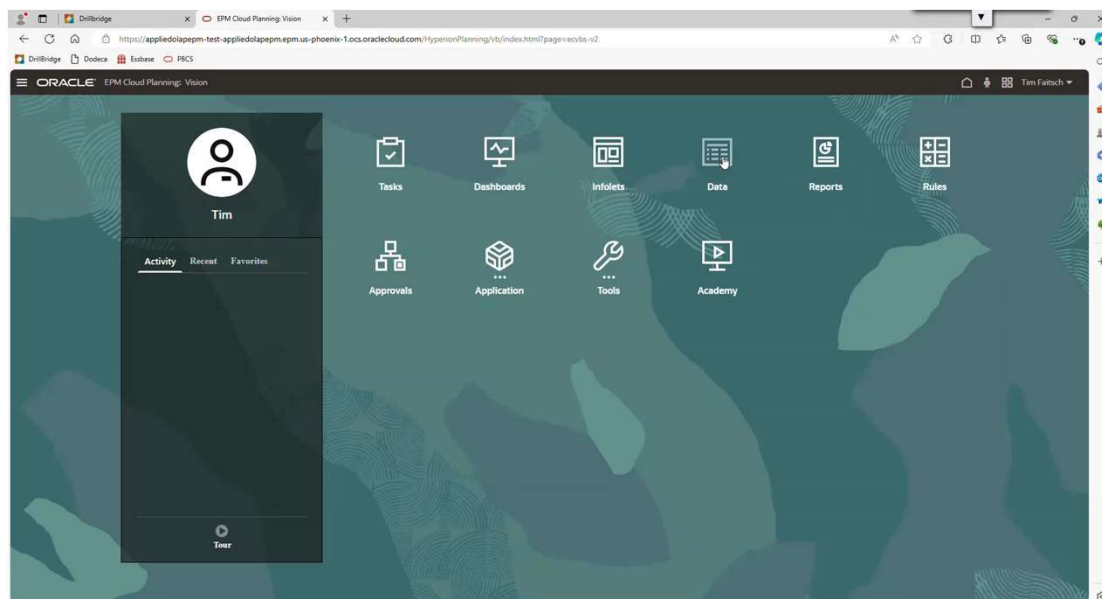 Drillbridge
EPM Cloud Planning: Vision
https://appliedolapepm-test-appliedolapepm.epm.us-phoenix-1.ocs.oraclecloud.com/HyperionPlanning/vb/index.html?page=ecvbs-v2
DrillBridge Dodeca Essbase PBCS
ORACLE EPM Cloud Planning: Vision
Tim Faitsch
Tasks Dashboards Infolets Data Reports Rules
Tim
Activity Recent Favorites
Approvals Application Tools Academy
Tour